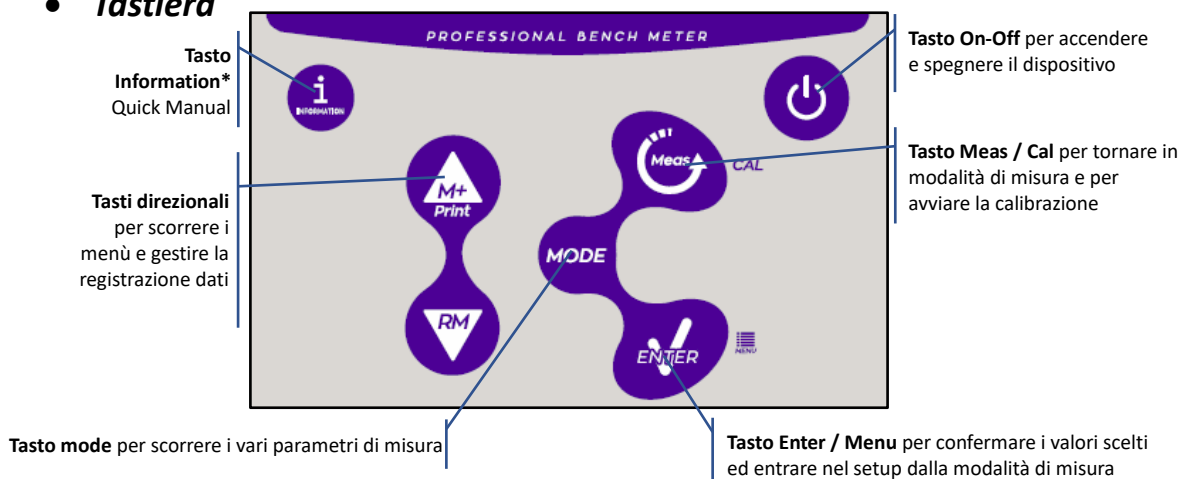 • Tastiera
PROFESSIONAL BENCH METER
Tasto
Information*
Quick Manual
i
INFORMATION
Tasto On-Off per accendere
e spegnere il dispositivo
Meas
CAL
Tasto Meas / Cal per tornare in
modalità di misura e per
avviare la calibrazione
M+
Print
Tasti direzionali
per scorrere i
menù e gestire la
registrazione dati
MODE
RM
ENTER
MENU
Tasto mode per scorrere i vari parametri di misura
Tasto Enter / Menu per confermare i valori scelti
ed entrare nel setup dalla modalità di misura